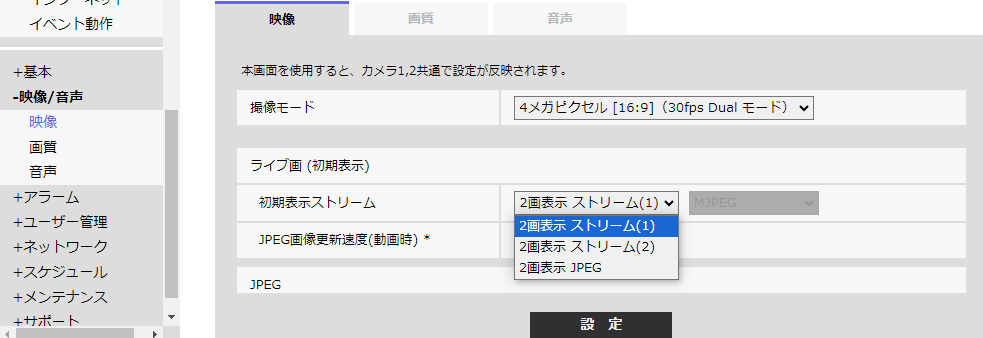 インターネット
イベント動作
+基本
-映像/音声
映像
画質
音声
+アラーム
+ユーザー管理
+ネットワーク
+スケジュール
+メンテナンス
+サポート
映像
画質
音声
本画面を使用すると、カメラ1,2共通で設定が反映されます。
撮像モード
4メガピクセル [16:9]（30fps Dual モード）
ライブ画 (初期表示)
初期表示ストリーム
2画表示 ストリーム(1)
MJPEG
2画表示 ストリーム(1)
2画表示 ストリーム(2)
2画表示 JPEG
JPEG画像更新速度(動画時) *
JPEG
設 定